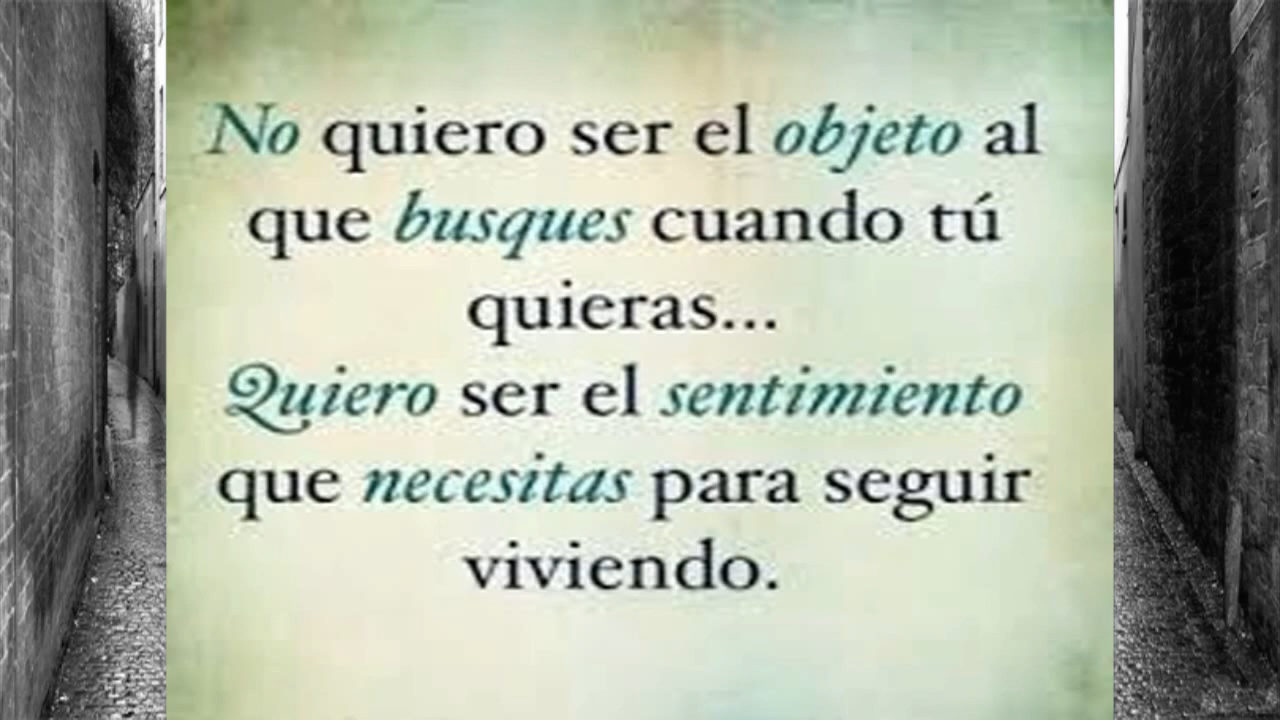 No quiero ser el objeto al
que busques cuando tú
quieras...
Quiero ser el sentimiento
que necesitas para seguir
viviendo.